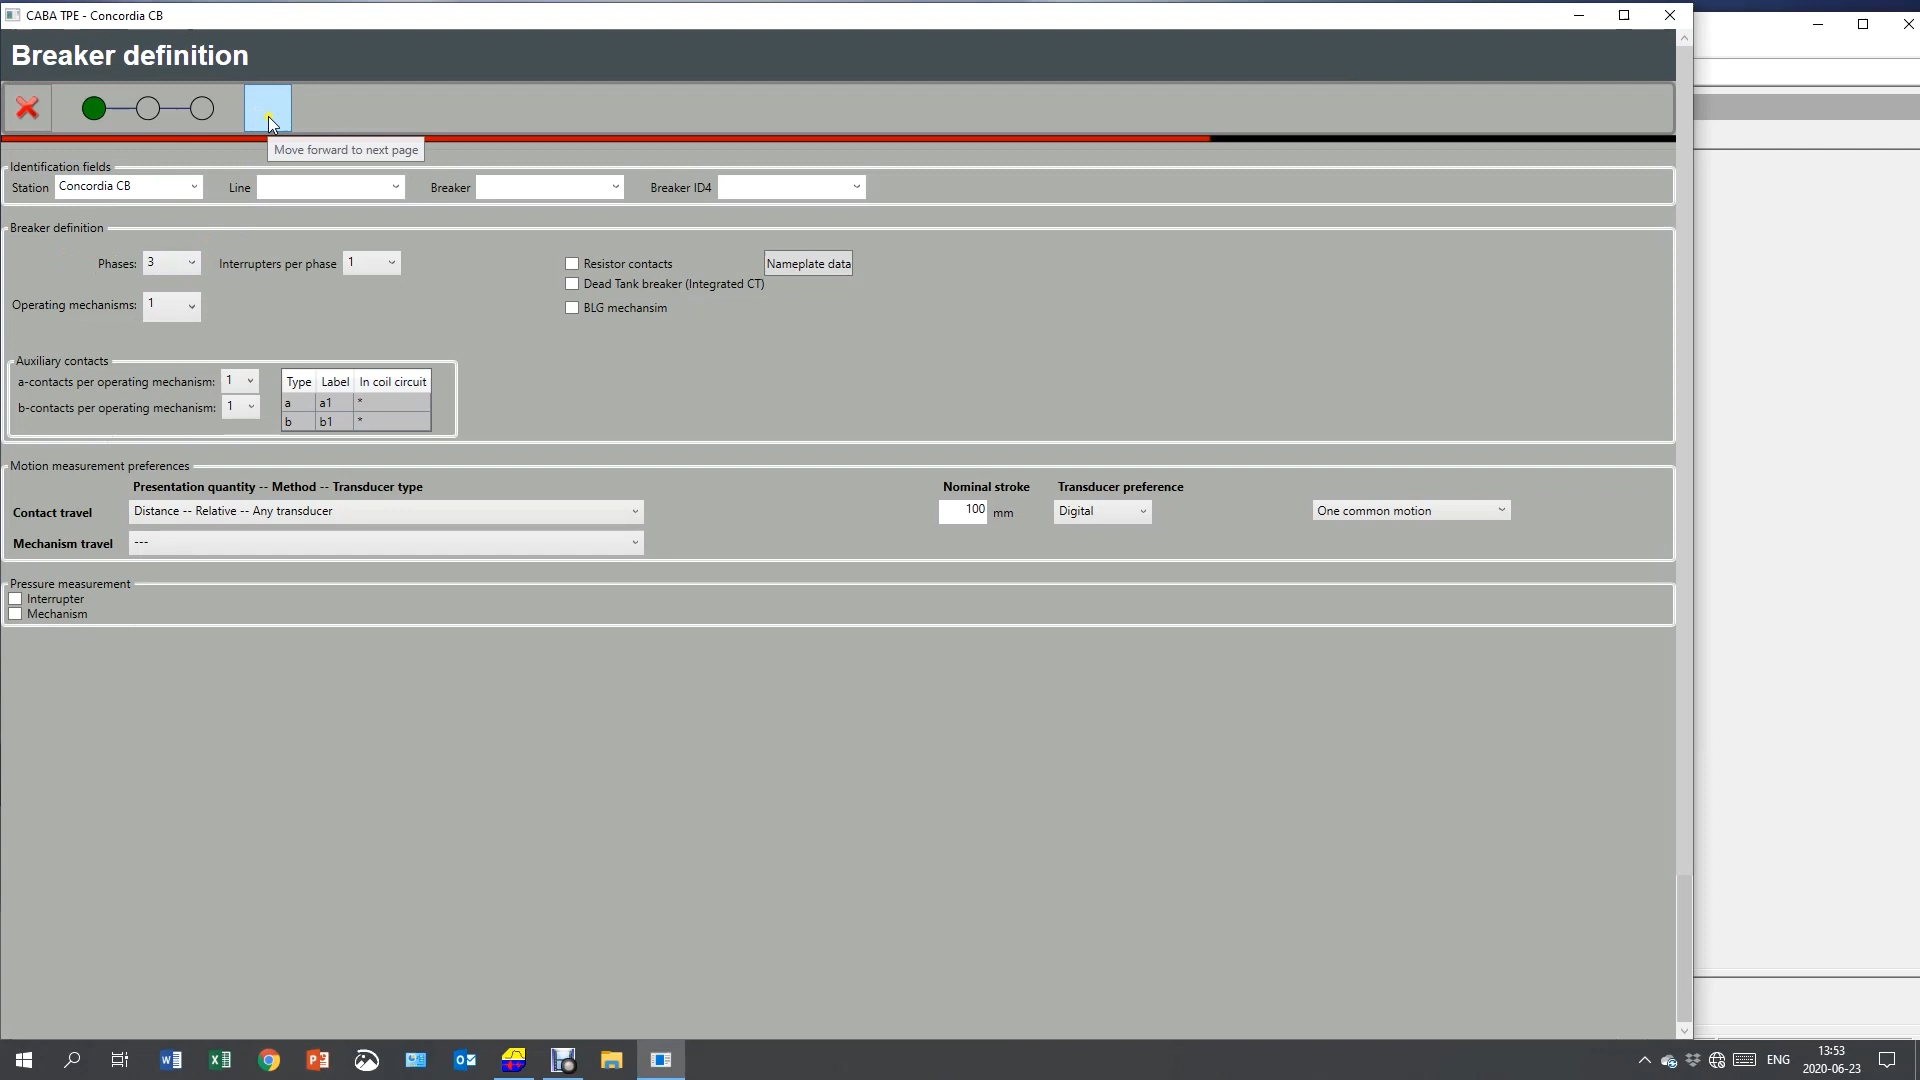 CABA TPE - Concordia CB
Breaker definition
Move forward to next page
Identification fields
Station Concordia CB Line Breaker Breaker ID4
Breaker definition
Phases: 3 Interrupters per phase 1 Resistor contacts Nameplate data
Dead Tank breaker (Integrated CT)
Operating mechanisms: 1 BLG mechansim
Auxiliary contacts
a-contacts per operating mechanism: 1 Type Label In coil circuit
a a1 *
b-contacts per operating mechanism: 1
b b1 *
Motion measurement preferences
Presentation quantity -- Method -- Transducer type Nominal stroke Transducer preference
Contact travel Distance -- Relative -- Any transducer 100 mm Digital One common motion
Mechanism travel ---
Pressure measurement
Interrupter
Mechanism
ENG 13:53
2020-06-23